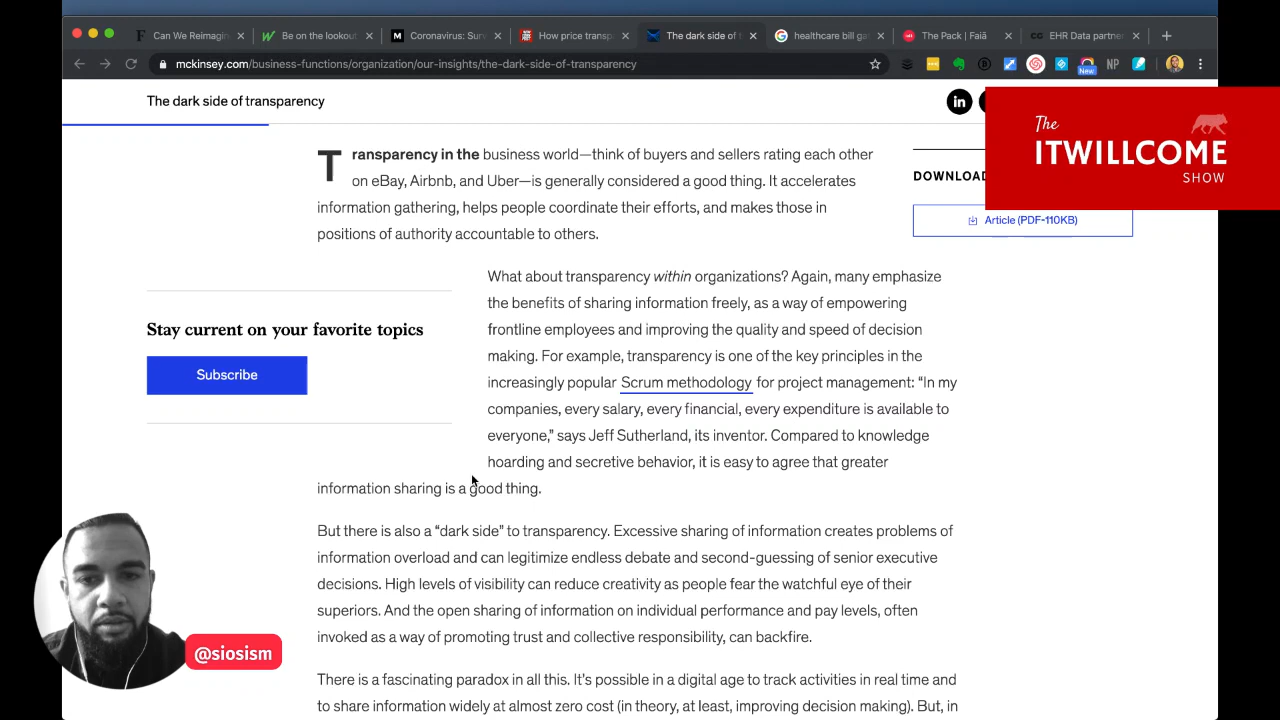 Can We Reimagin
Be on the lookout
Coronavirus: Surv
How price transp
The dark side of t
healthcare bill ga
The Pack | Faiā
EHR Data partner
mckinsey.com/business-functions/organization/our-insights/the-dark-side-of-transparency
New
NP
The dark side of transparency
in
The
ITWILLCOME
SHOW
DOWNLOAD
Article (PDF-110KB)
Transparency in the business world—think of buyers and sellers rating each other
on eBay, Airbnb, and Uber—is generally considered a good thing. It accelerates
information gathering, helps people coordinate their efforts, and makes those in
positions of authority accountable to others.
Stay current on your favorite topics
Subscribe
What about transparency within organizations? Again, many emphasize
the benefits of sharing information freely, as a way of empowering
frontline employees and improving the quality and speed of decision
making. For example, transparency is one of the key principles in the
increasingly popular Scrum methodology for project management: “In my
companies, every salary, every financial, every expenditure is available to
everyone,” says Jeff Sutherland, its inventor. Compared to knowledge
hoarding and secretive behavior, it is easy to agree that greater
information sharing is a good thing.
But there is also a “dark side” to transparency. Excessive sharing of information creates problems of
information overload and can legitimize endless debate and second-guessing of senior executive
decisions. High levels of visibility can reduce creativity as people fear the watchful eye of their
superiors. And the open sharing of information on individual performance and pay levels, often
invoked as a way of promoting trust and collective responsibility, can backfire.
There is a fascinating paradox in all this. It’s possible in a digital age to track activities in real time and
to share information widely at almost zero cost (in theory, at least, improving decision making). But, in
@siosism